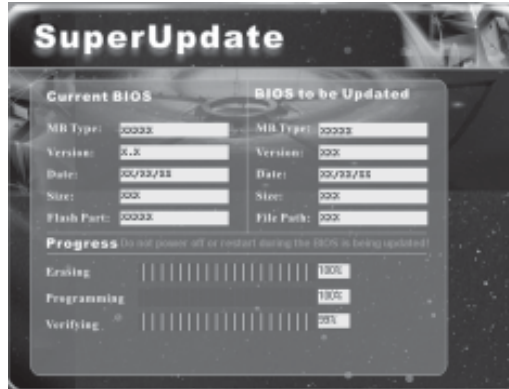 SuperUpdate
Current BIOS
MB Type: XXXXX
Version: X.X
Date: XX/XX/XX
Size: XXX
Flash Part: XXXXX
BIOS to be Updated
MB Type: XXXXX
Version: XXX
Date: XX/XX/XX
Size: XXX
File Path: XXX
Progress Do not power off or restart during the BIOS is being updated!
Erasing 100%
Programming 100%
Verifying 99%